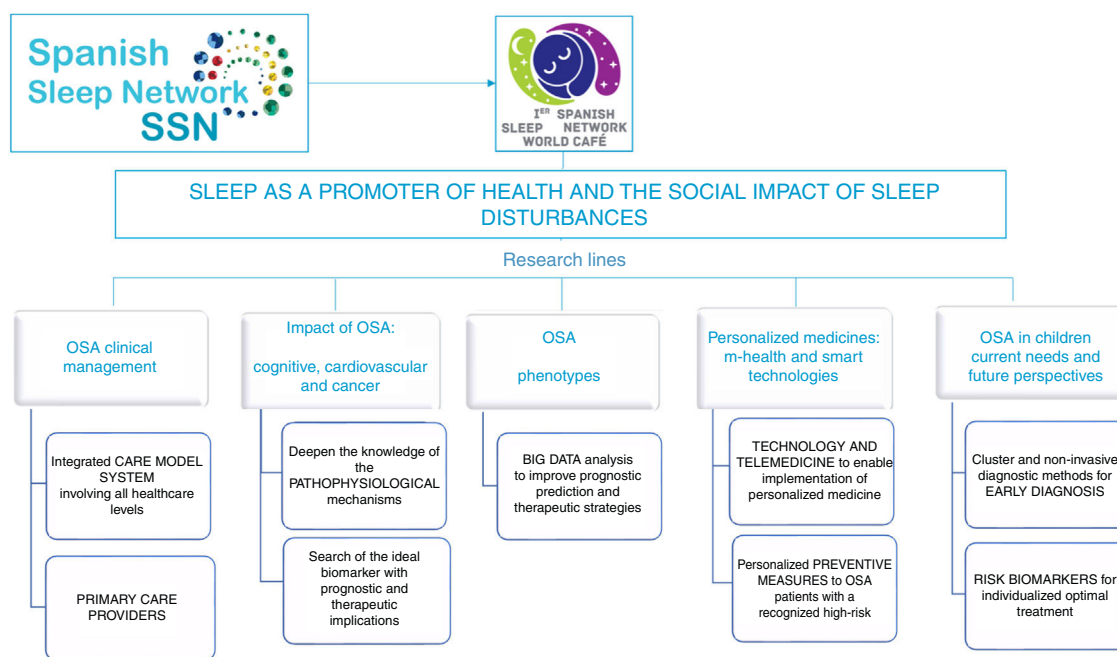 Spanish
Sleep Network
SSN
IER SPANISH
SLEEP NETWORK
WORLD CAFÉ
SLEEP AS A PROMOTER OF HEALTH AND THE SOCIAL IMPACT OF SLEEP
DISTURBANCES
Research lines
OSA clinical
management
Integrated CARE MODEL
SYSTEM
involving all healthcare
levels
PRIMARY CARE
PROVIDERS
Impact of OSA:
cognitive, cardiovascular
and cancer
Deepen the knowledge of
the
PATHOPHYSIOLOGICAL
mechanisms
Search of the ideal
biomarker with
prognostic and
therapeutic
implications
OSA
phenotypes
BIG DATA analysis
to improve prognostic
prediction and
therapeutic strategies
Personalized medicines:
m-health and smart
technologies
TECHNOLOGY AND
TELEMEDICINE to enable
implementation of
personalized medicine
Personalized PREVENTIVE
MEASURES to OSA
patients with a
recognized high-risk
OSA in children
current needs and
future perspectives
Cluster and non-invasive
diagnostic methods for
EARLY DIAGNOSIS
RISK BIOMARKERS for
individualized optimal
treatment